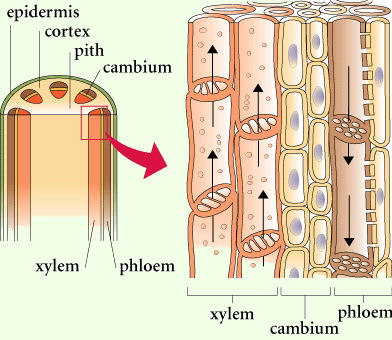 epidermis
cortex
pith
cambium
xylem phloem
xylem
cambium
phloem